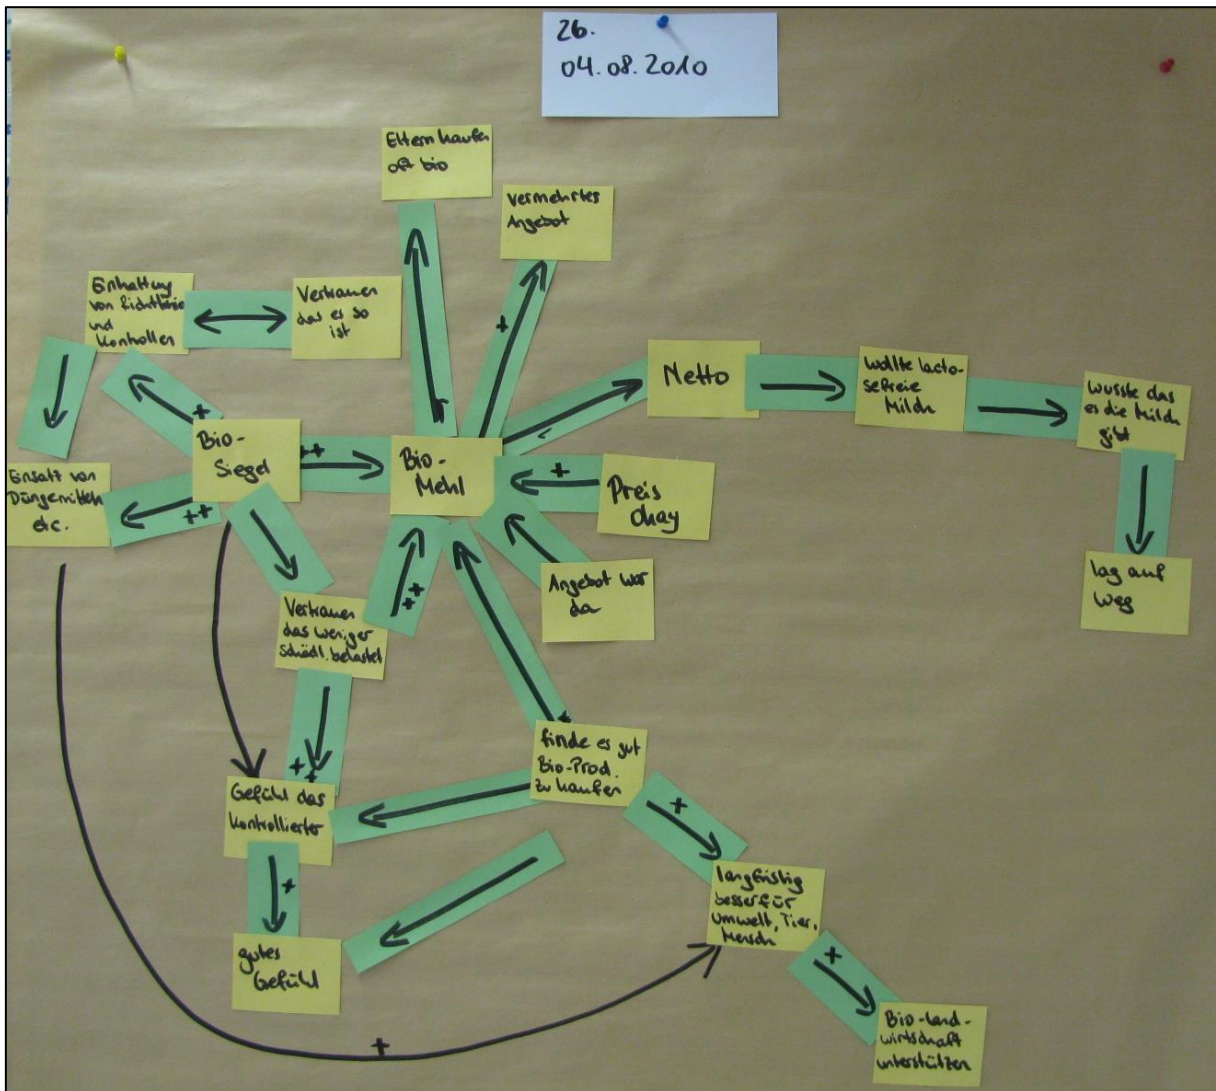 26.
04.08.2010
Eltern kaufen
oft bio
vermehrtes
Angebot
+
Einhaltung
von Richtlinien
und
Kontrollen
Vertrauen
das es so
ist
Netto
wollte lacto-
sefreie
Milch
wusste das
es die Milch
gibt
lag auf
Weg
+
Bio-
Siegel
++
Bio-
Mehl
+
Preis
okay
Ersatz von
Düngemitteln
etc.
++
Angebot war
da
Vertrauen
das weniger
schädl. belastet
++
++
Gefühl das
kontrollierter
+
gutes
Gefühl
+
finde es gut
Bio-Prod.
zu kaufen
+
langfristig
besser für
Umwelt, Tier,
Mensch
+
Bio-Land-
wirtschaft
unterstützen
+